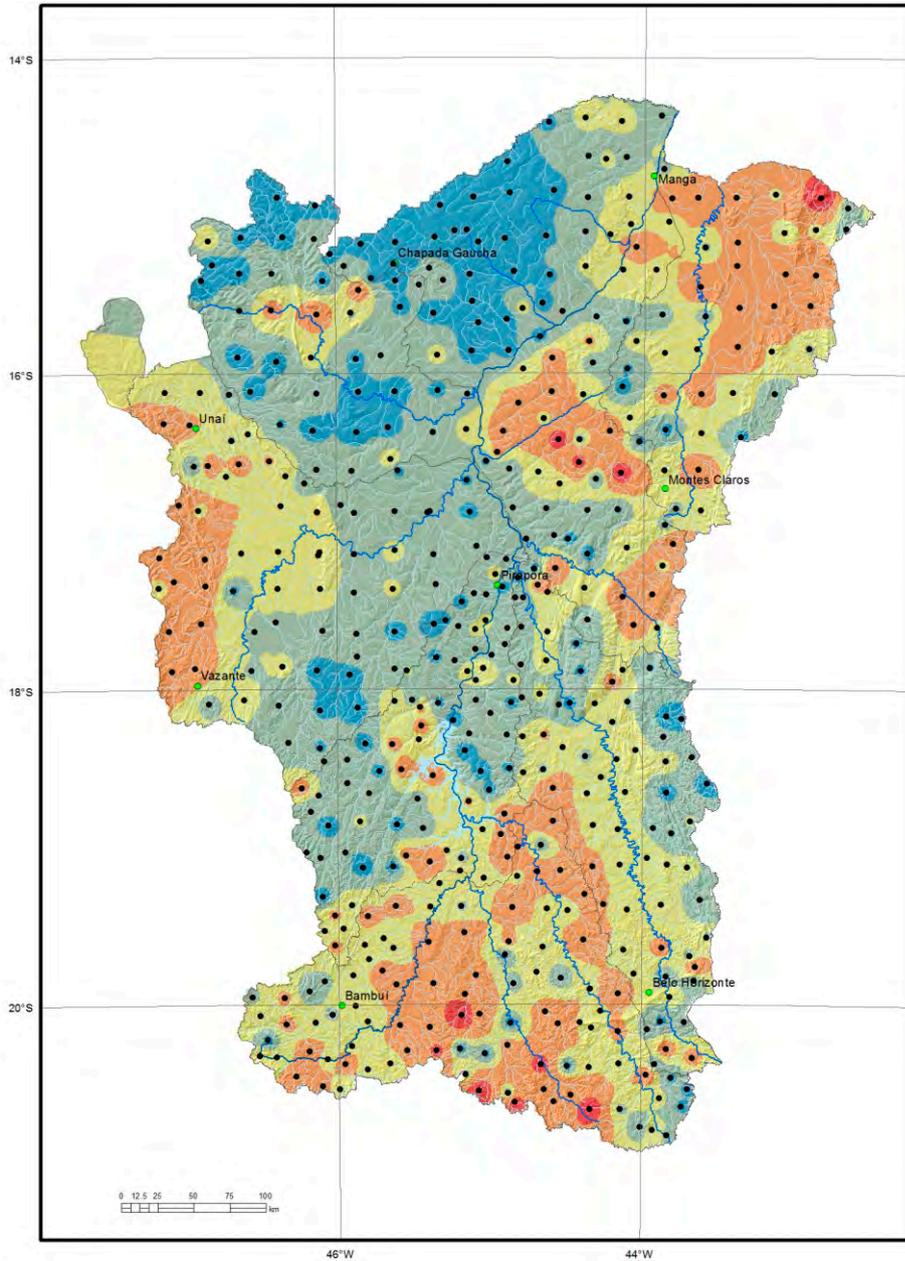 14°S
Manga
Chapada Gaucha
16°S
Unaí
Montes Claros
Pirapora
Vazante
18°S
Belo Horizonte
Bambuí
20°S
0 12.5 25 50 75 100
km
46°W 44°W